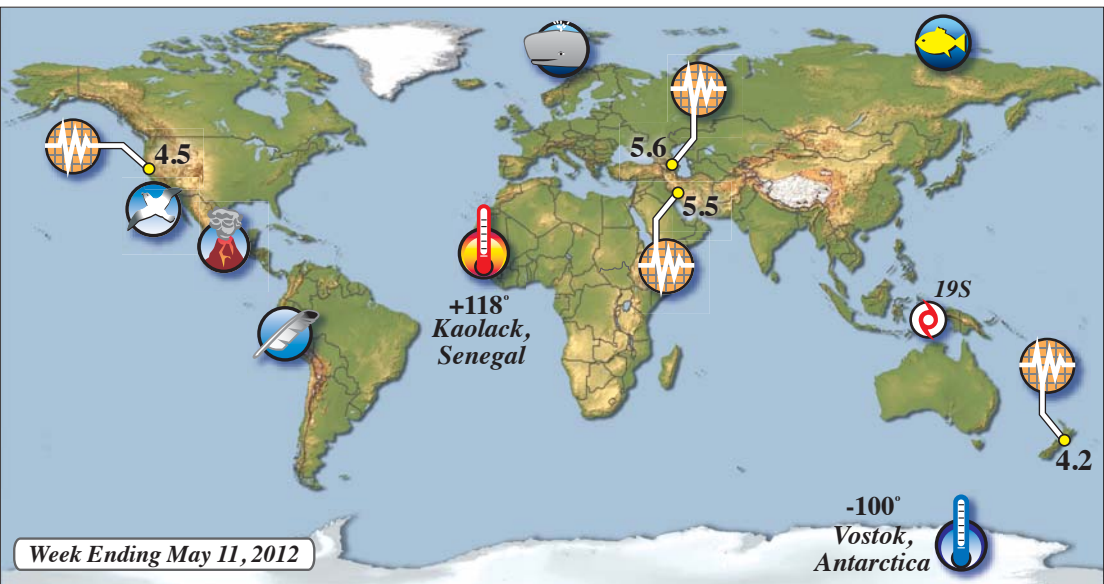 4.5
5.6
5.5
+118°
Kaolack,
Senegal
19S
4.2
-100°
Vostok,
Antarctica
Week Ending May 11, 2012